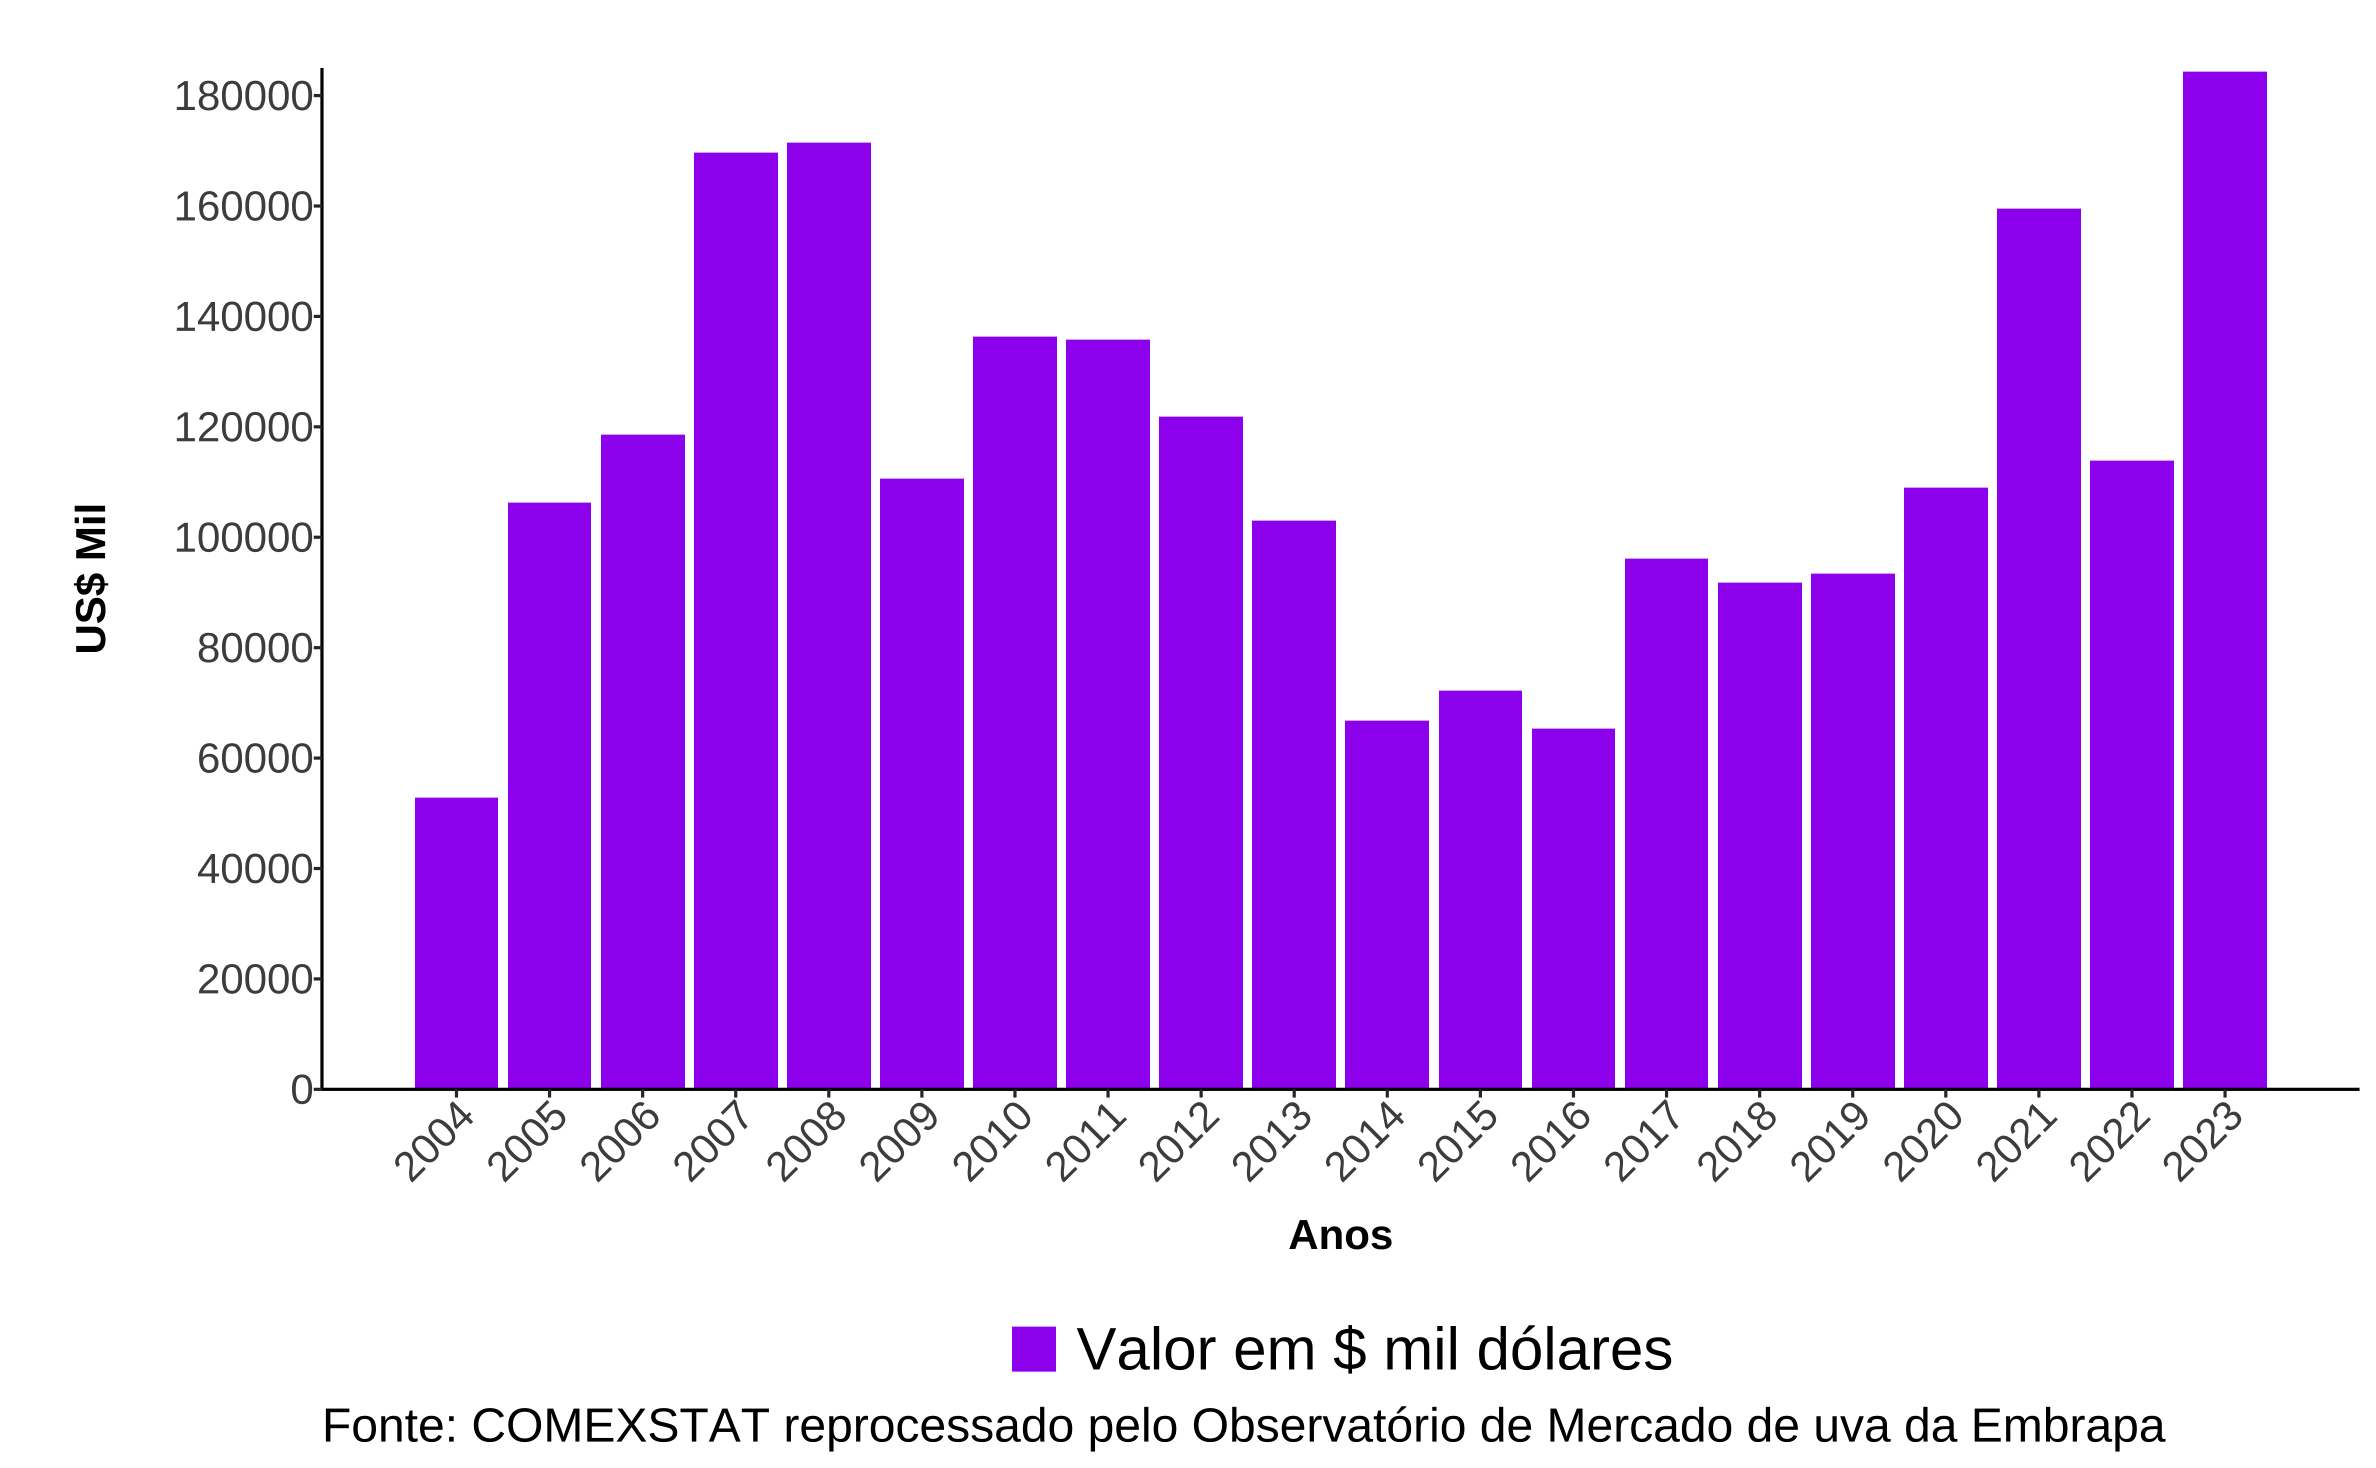 US$ Mil
180000
160000
140000
120000
100000
80000
60000
40000
20000
0
2004 2005 2006 2007 2008 2009 2010 2011 2012 2013 2014 2015 2016 2017 2018 2019 2020 2021 2022 2023
Anos
Valor em $ mil dólares
Fonte: COMEXSTAT reprocessado pelo Observatório de Mercado de uva da Embrapa